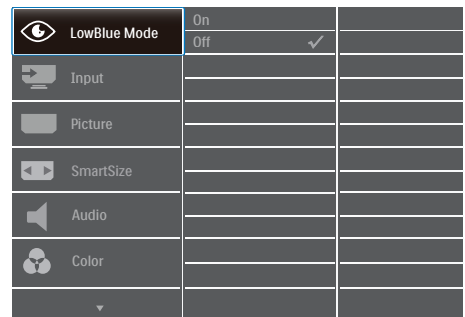 LowBlue Mode
On
Off
Input
Picture
SmartSize
Audio
Color